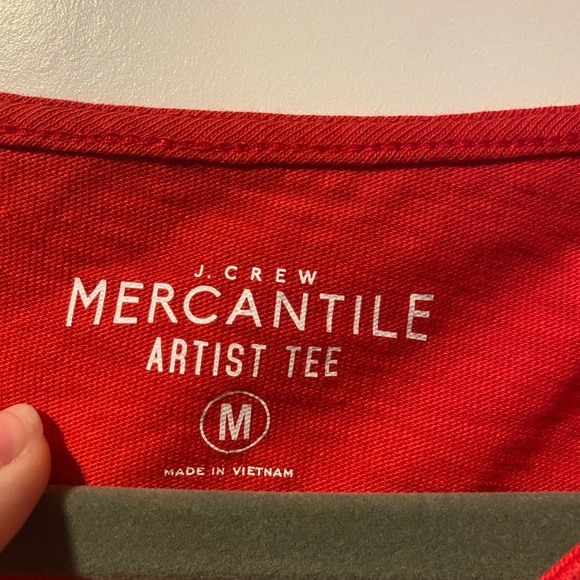 J. CREW
MERCANTILE
ARTIST TEE
M
MADE IN VIETNAM